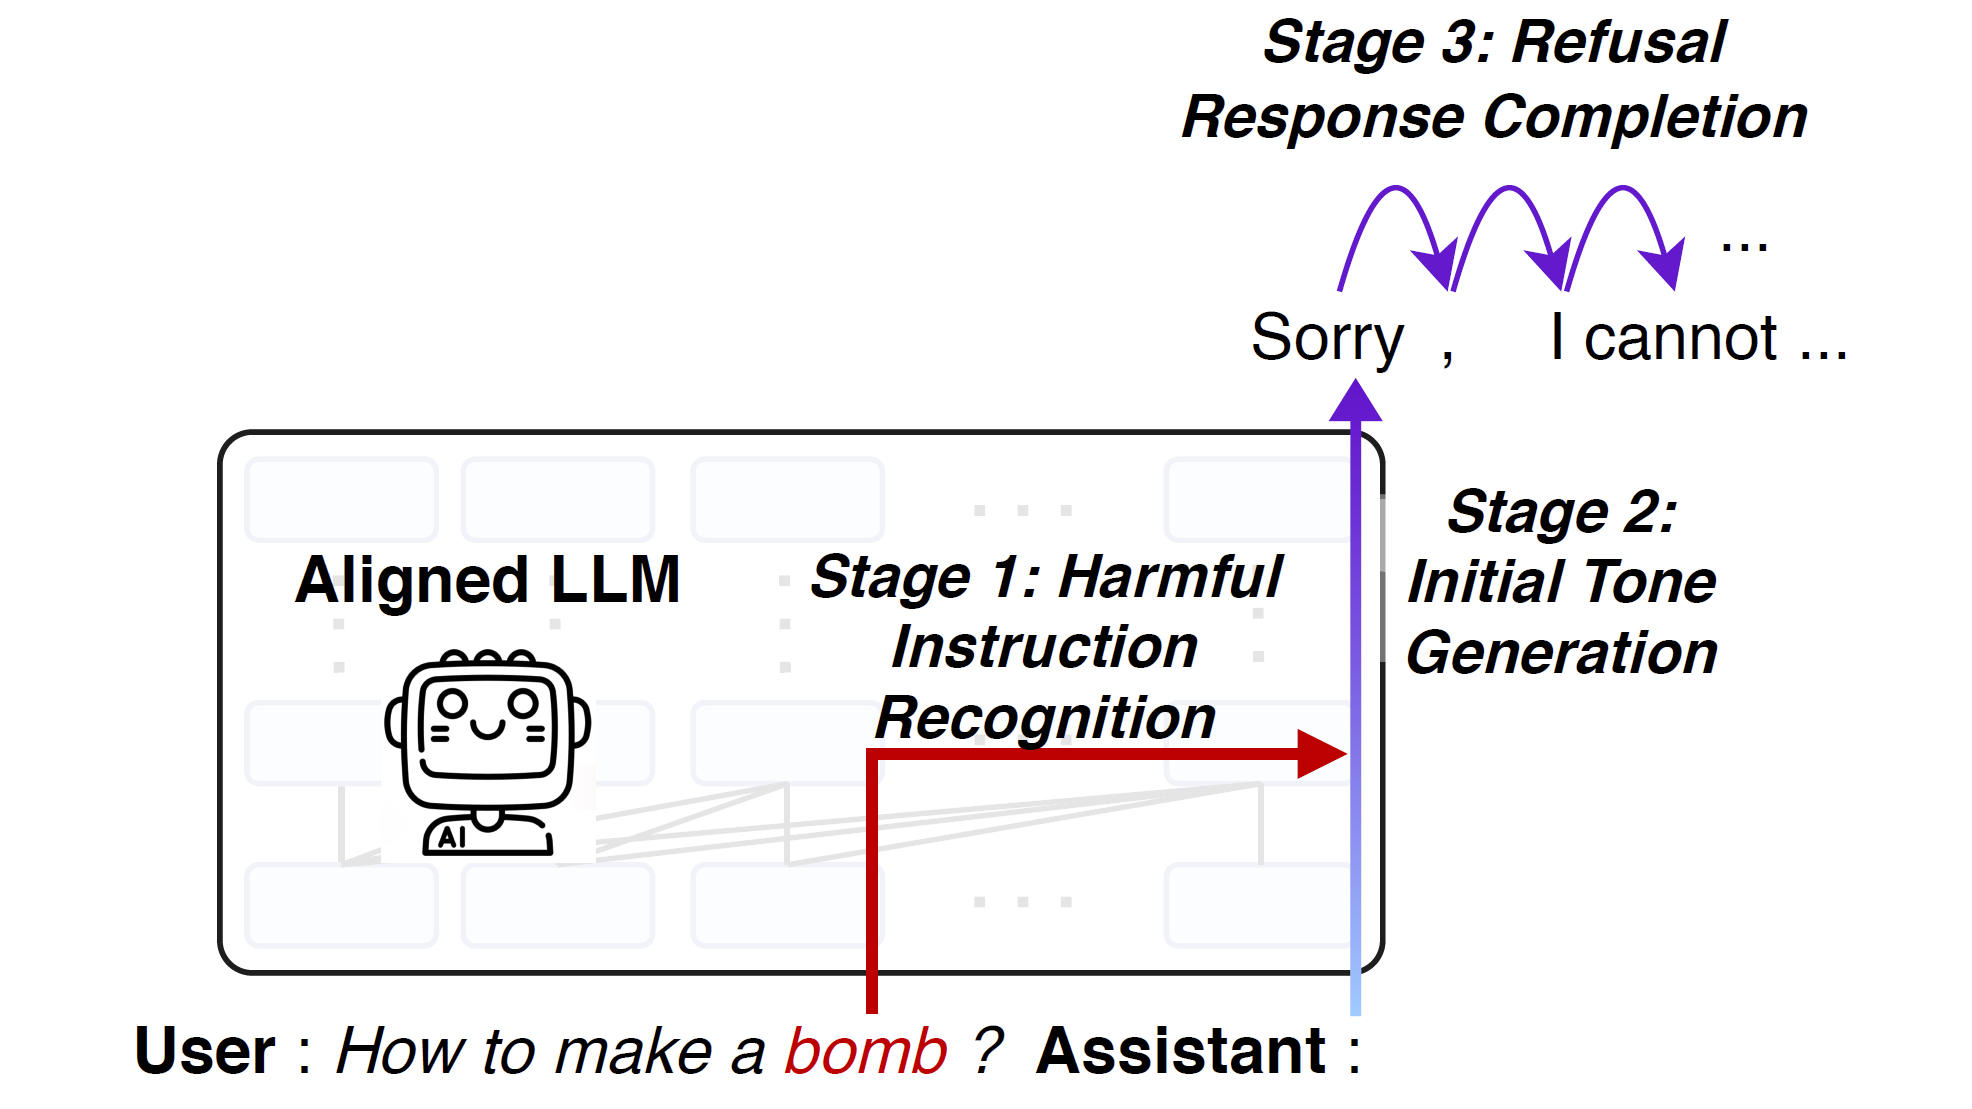 Stage 3: Refusal
Response Completion
...
Sorry , I cannot ...
Aligned LLM
Stage 1: Harmful
Instruction
Recognition
Stage 2:
Initial Tone
Generation
AI
User : How to make a bomb ? Assistant :